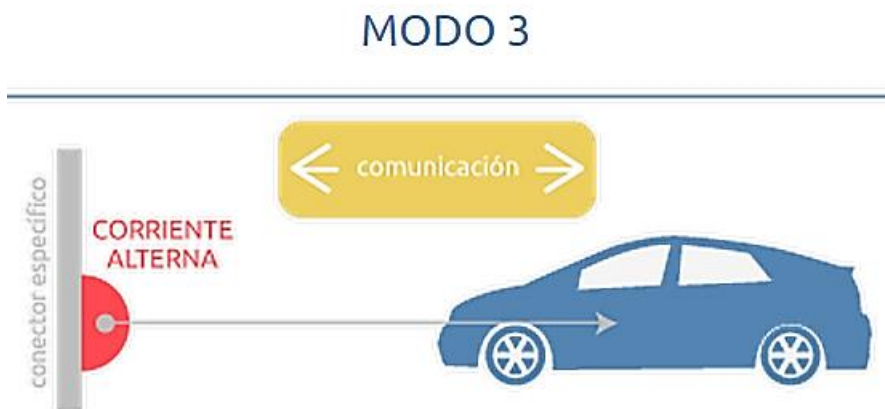 MODO 3
comunicación
conector específico
CORRIENTE
ALTERNA